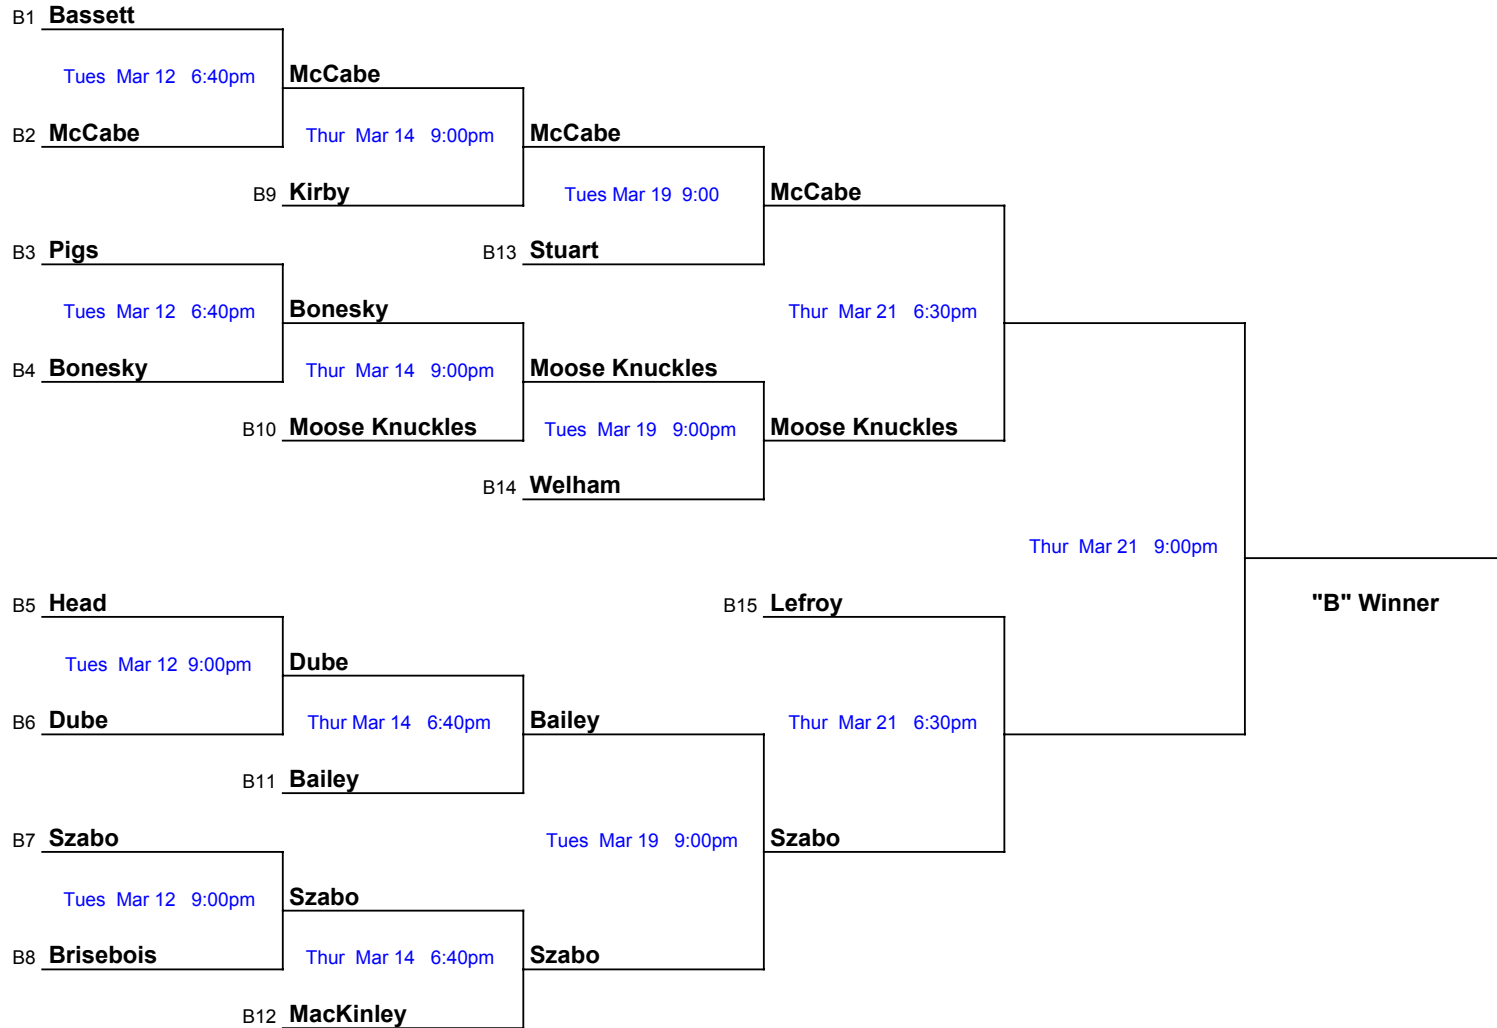 B1 Bassett
Tues Mar 12 6:40pm McCabe
B2 McCabe Thur Mar 14 9:00pm McCabe
B9 Kirby Tues Mar 19 9:00 McCabe
B3 Pigs B13 Stuart
Tues Mar 12 6:40pm Bonesky Thur Mar 21 6:30pm
B4 Bonesky Thur Mar 14 9:00pm Moose Knuckles
B10 Moose Knuckles Tues Mar 19 9:00pm Moose Knuckles
B14 Welham
Thur Mar 21 9:00pm
B5 Head B15 Lefroy "B" Winner
Tues Mar 12 9:00pm Dube
B6 Dube Thur Mar 14 6:40pm Bailey Thur Mar 21 6:30pm
B11 Bailey
B7 Szabo Tues Mar 19 9:00pm Szabo
Tues Mar 12 9:00pm Szabo
B8 Brisebois Thur Mar 14 6:40pm Szabo
B12 MacKinley